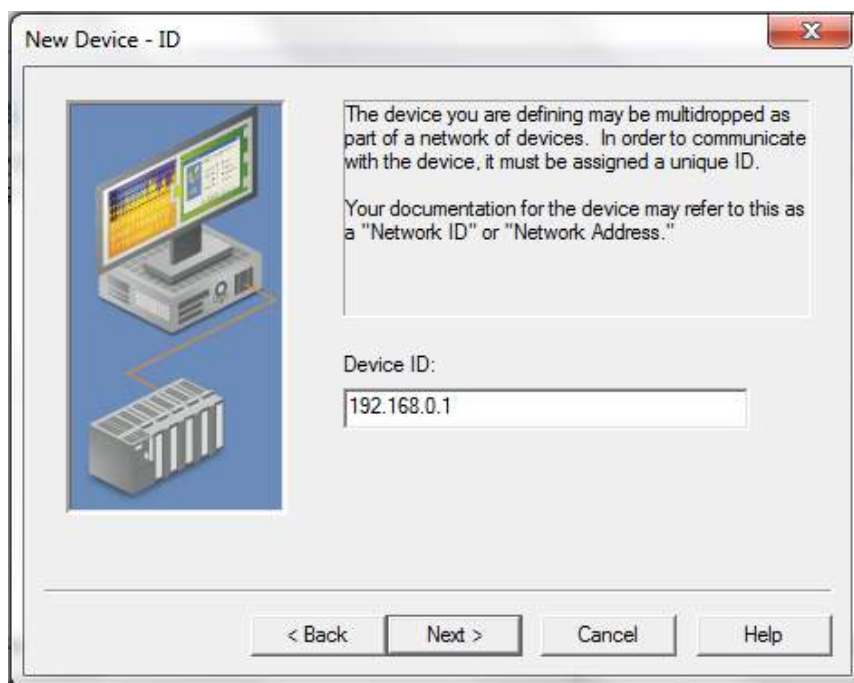 New Device - ID
The device you are defining may be multidropped as
part of a network of devices. In order to communicate
with the device, it must be assigned a unique ID.
Your documentation for the device may refer to this as
a "Network ID" or "Network Address."
Device ID:
192.168.0.1
< Back
Next >
Cancel
Help